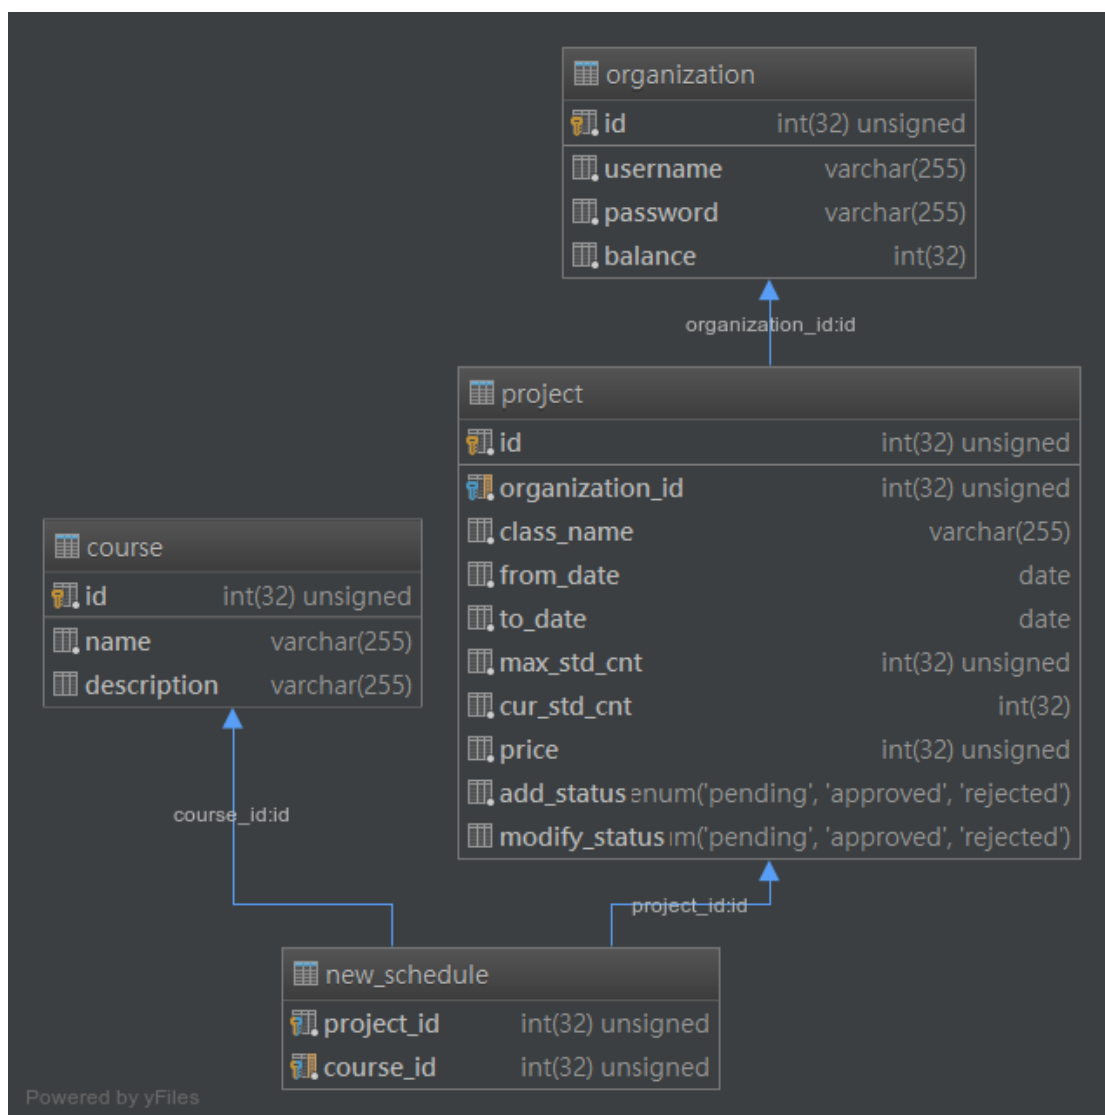 organization
id int(32) unsigned
username varchar(255)
password varchar(255)
balance int(32)
organization_id:id
project
id int(32) unsigned
organization_id int(32) unsigned
class_name varchar(255)
from_date date
to_date date
max_std_cnt int(32) unsigned
cur_std_cnt int(32)
price int(32) unsigned
add_status enum('pending', 'approved', 'rejected')
modify_status um('pending', 'approved', 'rejected')
course
id int(32) unsigned
name varchar(255)
description varchar(255)
course_id:id
project_id:id
new_schedule
project_id int(32) unsigned
course_id int(32) unsigned
Powered by yFiles